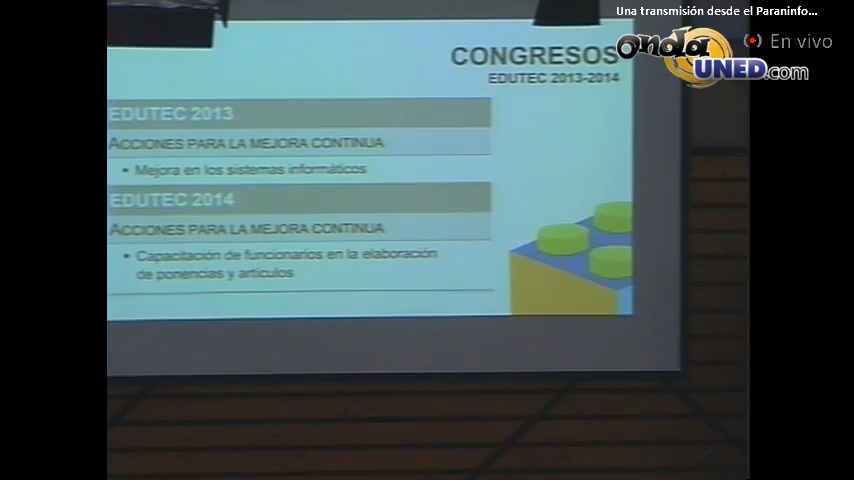 Una transmisión desde el Paraninfo...
onda UNED.com
En vivo
CONGRESOS
EDUTEC 2013-2014
EDUTEC 2013
ACCIONES PARA LA MEJORA CONTINUA
• Mejora en los sistemas informáticos
EDUTEC 2014
ACCIONES PARA LA MEJORA CONTINUA
• Capacitación de funcionarios en la elaboración
de ponencias y artículos